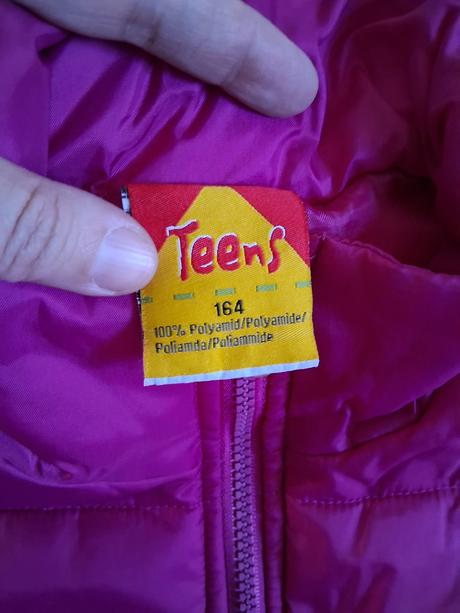 Teens
164
100% Polyamid/Polyamide/
Poliamda/Poliammide